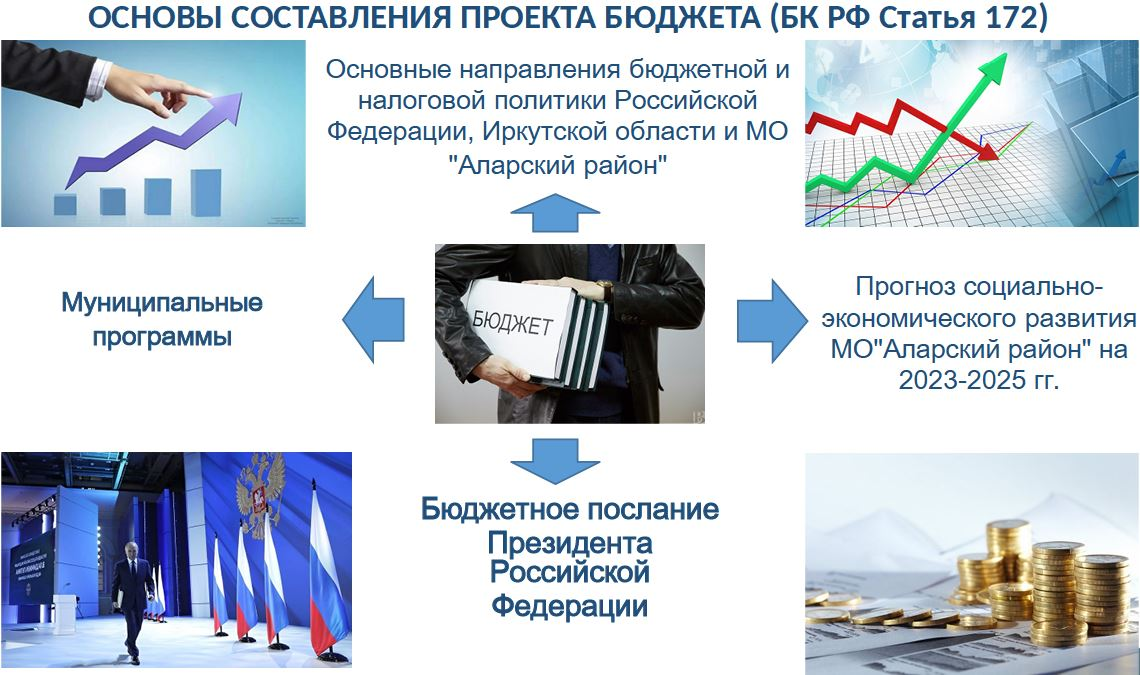 ОСНОВЫ СОСТАВЛЕНИЯ ПРОЕКТА БЮДЖЕТА (БК РФ Статья 172)
Основные направления бюджетной и
налоговой политики Российской
Федерации, Иркутской области и МО
"Аларский район"
Муниципальные
программы
БЮДЖЕТ
Прогноз социально-
экономического развития
МО"Аларский район" на
2023-2025 гг.
Бюджетное послание
Президента
Российской
Федерации